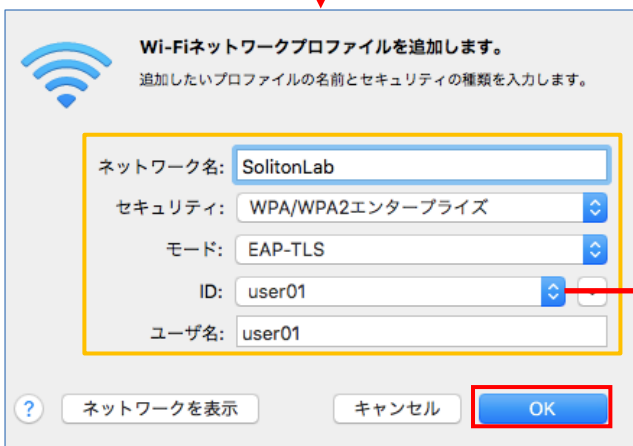 Wi-Fiネットワークプロファイルを追加します。
追加したいプロファイルの名前とセキュリティの種類を入力します。
ネットワーク名: SolitonLab
セキュリティ: WPA/WPA2エンタープライズ
モード: EAP-TLS
ID: user01
ユーザ名: user01
? ネットワークを表示 キャンセル OK